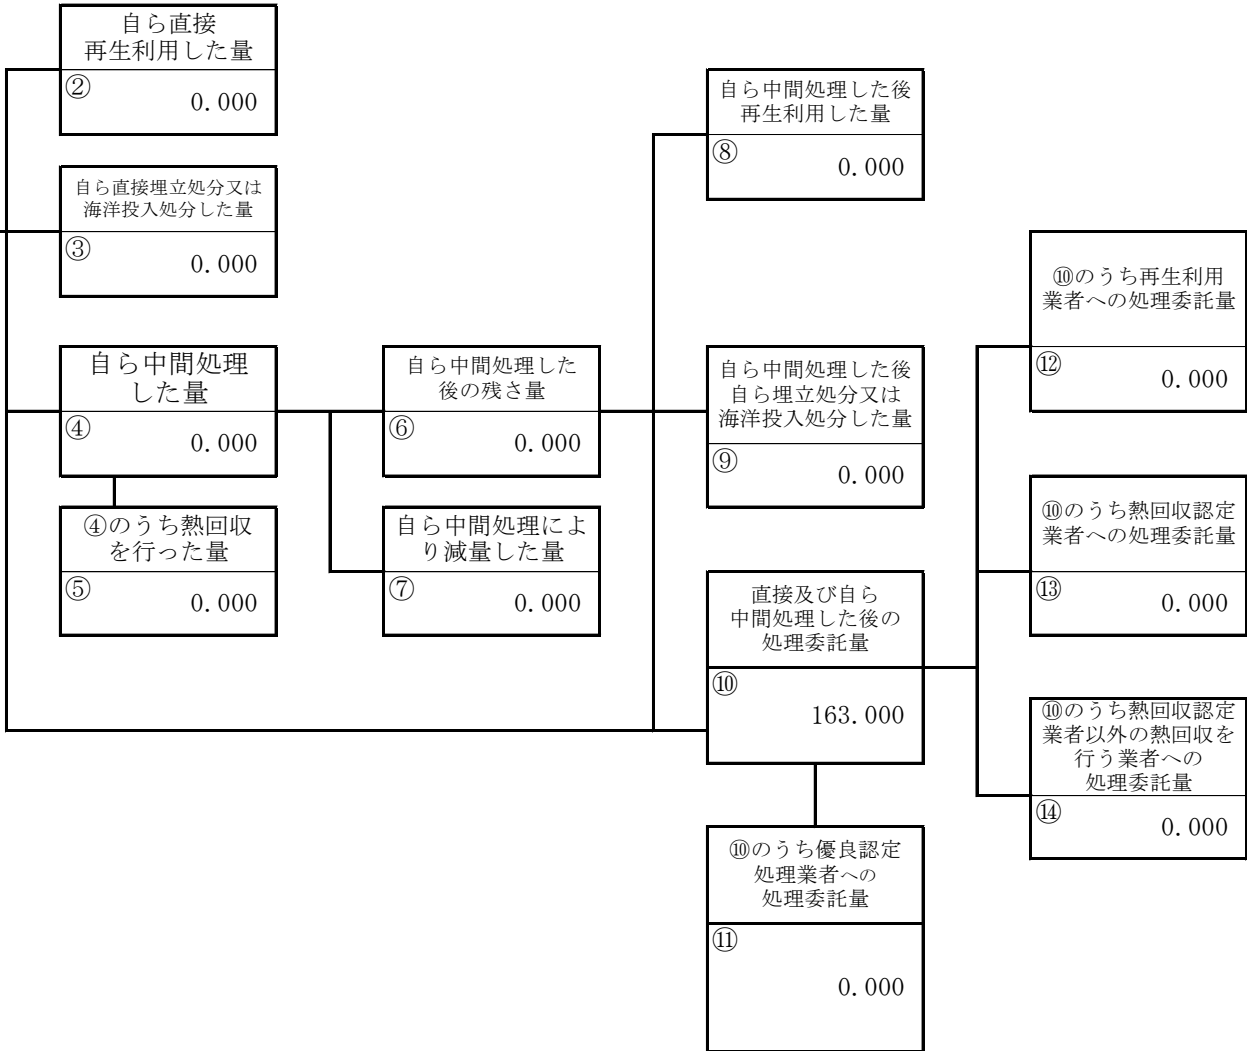 自ら直接
再生利用した量
②
0.000
自ら直接埋立処分又は
海洋投入処分した量
③
0.000
自ら中間処理
した量
④
0.000
④のうち熱回収
を行った量
⑤
0.000
自ら中間処理した
後の残さ量
⑥
0.000
自ら中間処理によ
り減量した量
⑦
0.000
自ら中間処理した後
再生利用した量
⑧
0.000
自ら中間処理した後
自ら埋立処分又は
海洋投入処分した量
⑨
0.000
直接及び自ら
中間処理した後の
処理委託量
⑩
163.000
⑩のうち優良認定
処理業者への
処理委託量
⑪
0.000
⑩のうち再生利用
業者への処理委託量
⑫
0.000
⑩のうち熱回収認定
業者への処理委託量
⑬
0.000
⑩のうち熱回収認定
業者以外の熱回収を
行う業者への
処理委託量
⑭
0.000